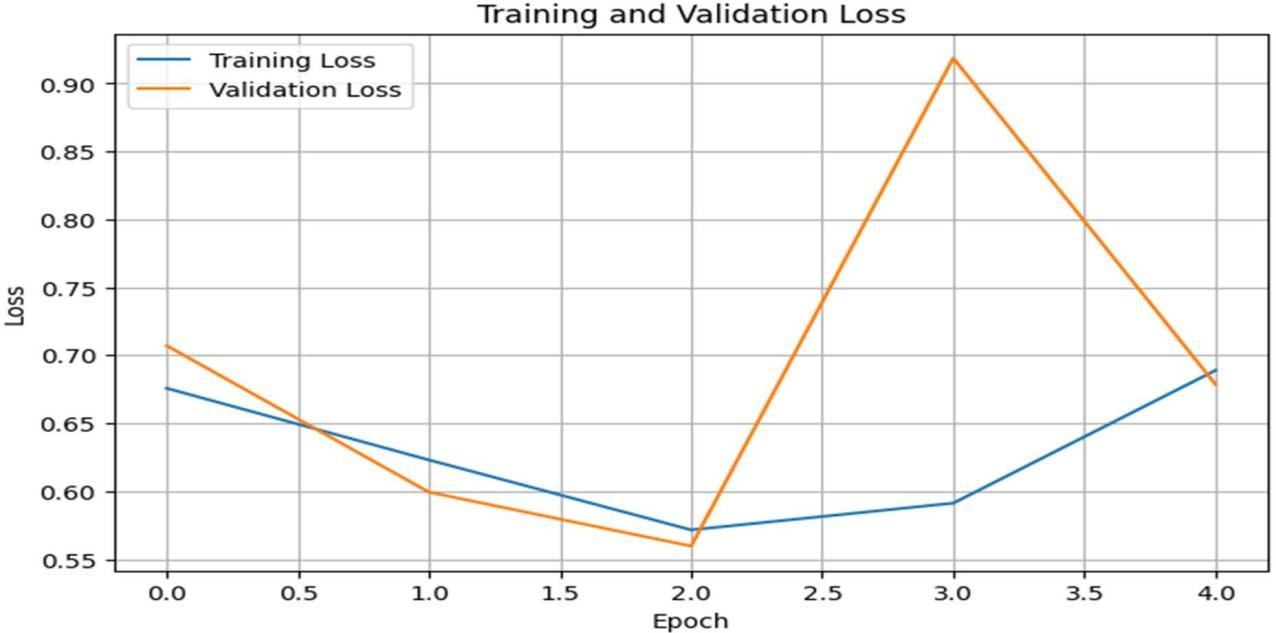 Training and Validation Loss
Training Loss
Validation Loss
0.90
0.85
0.80
0.75
0.70
0.65
0.60
0.55
Loss
0.0 0.5 1.0 1.5 2.0 2.5 3.0 3.5 4.0
Epoch